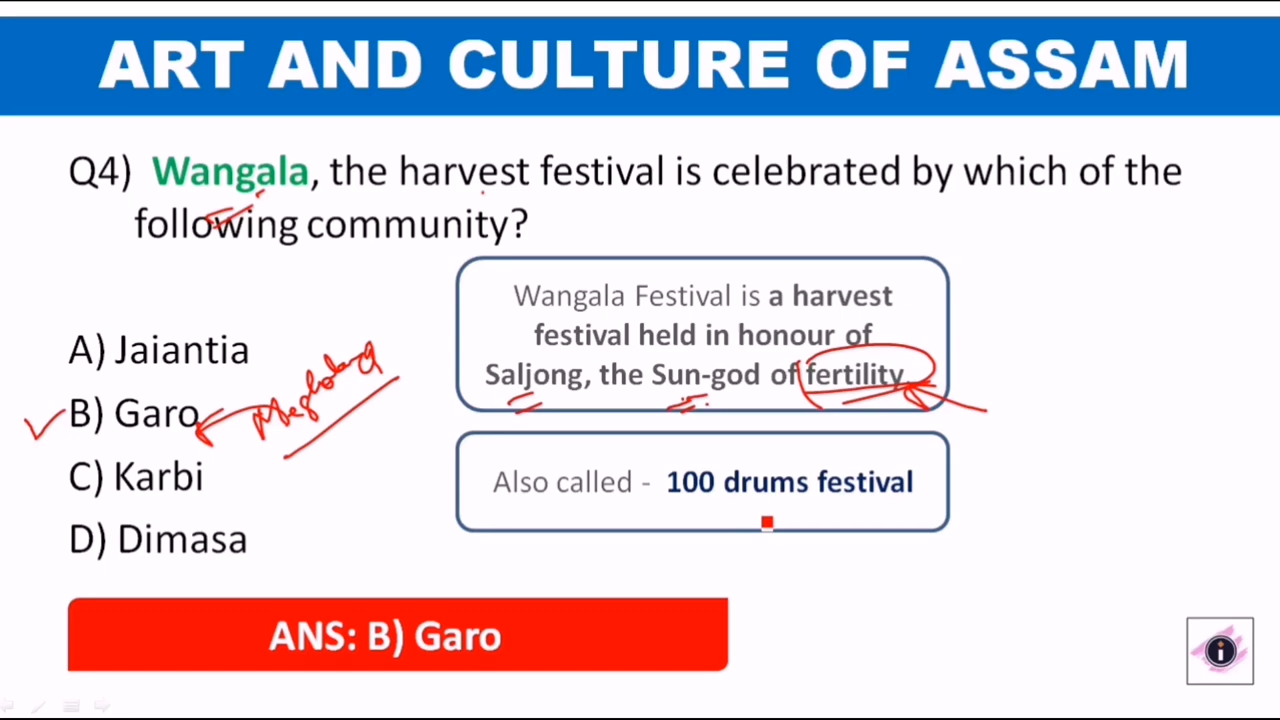 ART AND CULTURE OF ASSAM
Q4) Wangala, the harvest festival is celebrated by which of the
following community?
A) Jaiantia
B) Garo
C) Karbi
D) Dimasa
Wangala Festival is a harvest
festival held in honour of
Saljong, the Sun-god of fertility.
Also called - 100 drums festival
ANS: B) Garo
i